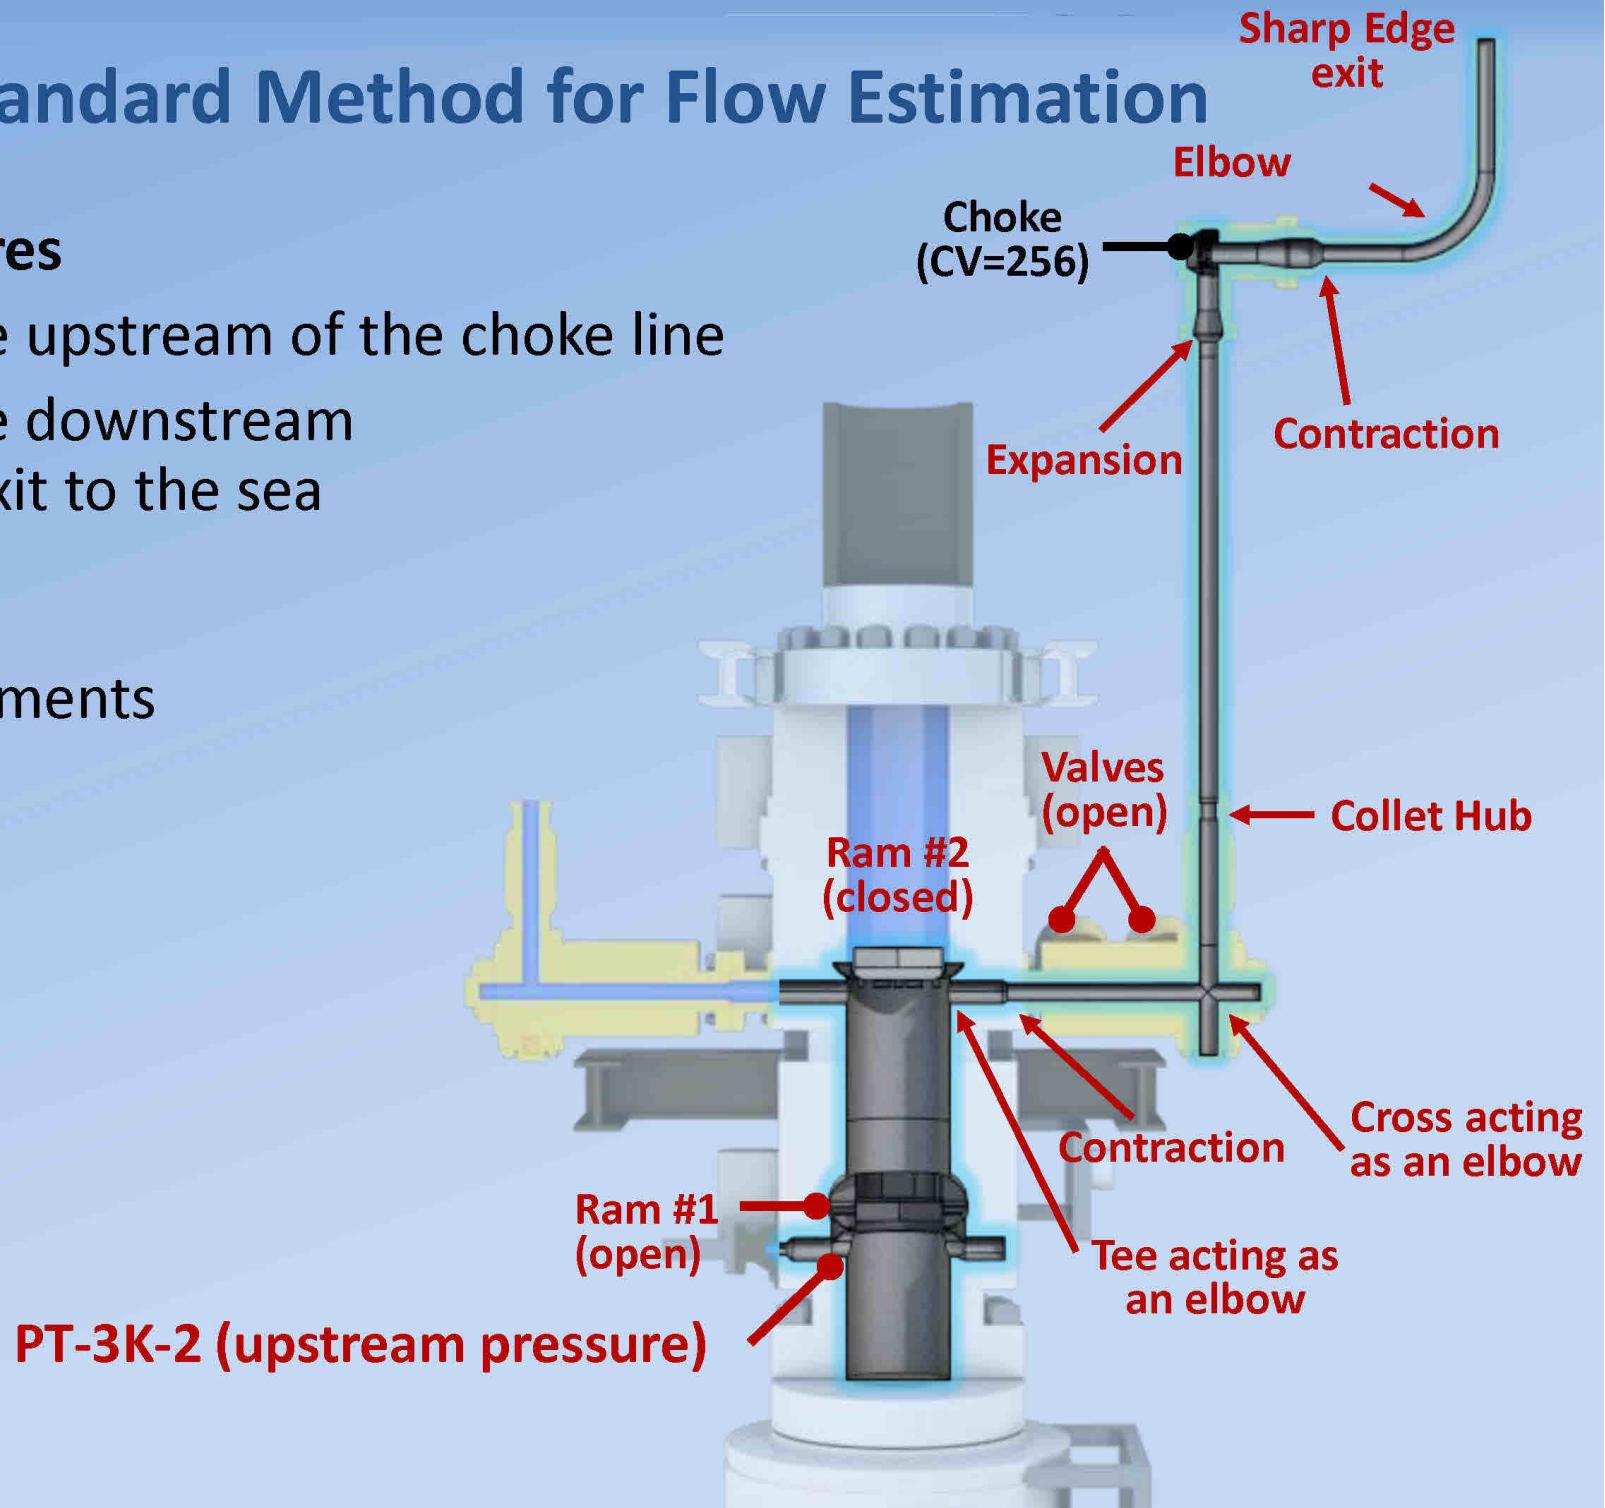 andard Method for Flow Estimation
res
e upstream of the choke line
e downstream
xit to the sea
ments
Sharp Edge
exit
Elbow
Choke
(CV=256)
Expansion
Contraction
Valves
(open)
Collet Hub
Ram #2
(closed)
Cross acting
as an elbow
Contraction
Ram #1
(open)
Tee acting as
an elbow
PT-3K-2 (upstream pressure)